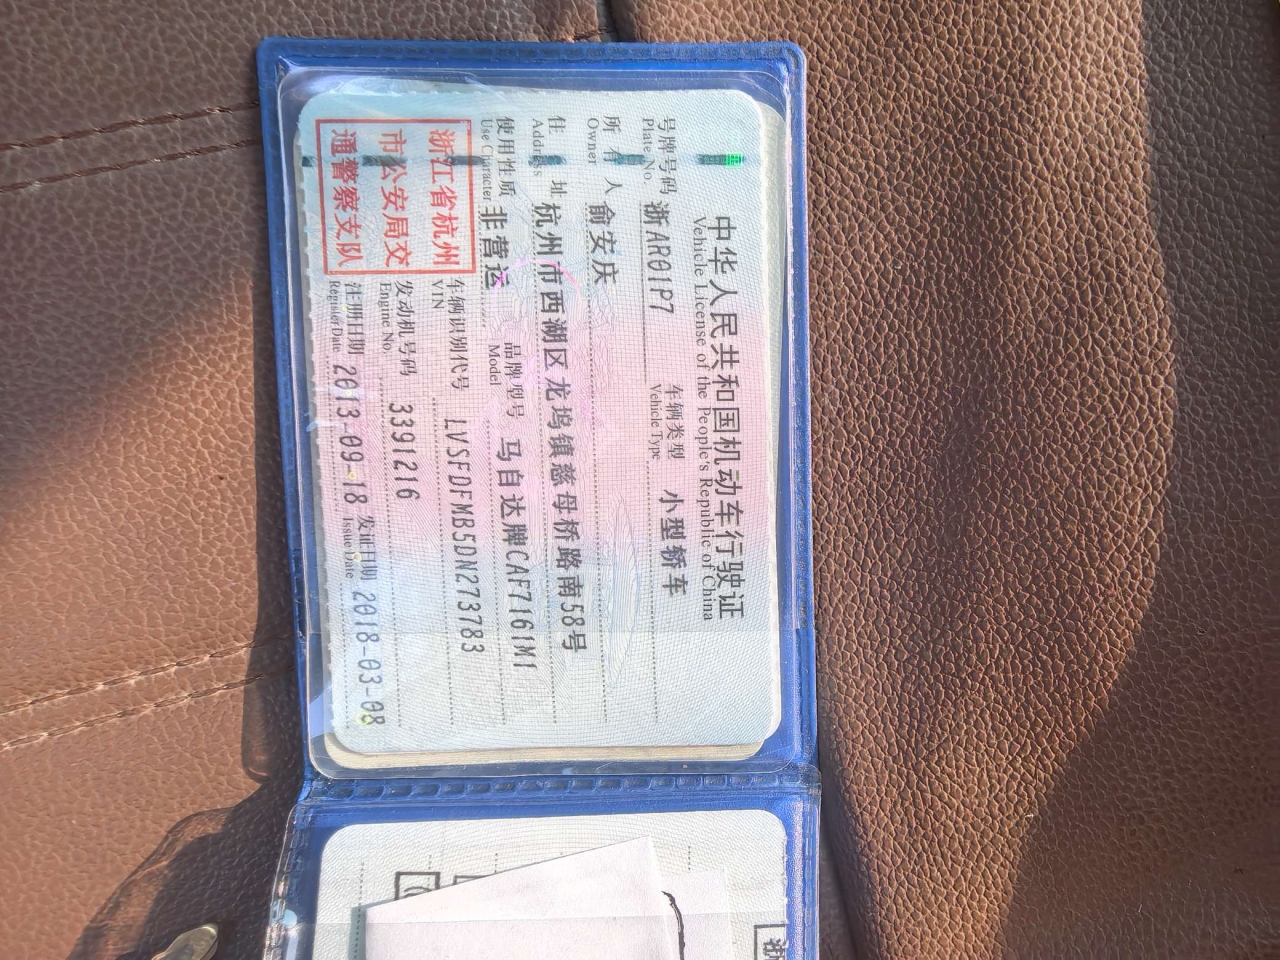 中华人民共和国机动车行驶证
Vehicle License of the People's Republic of China
号牌号码 浙AR01P7 车辆类型 小型轿车
Plate No. Vehicle Type
所有人 俞安庆
Owner
住址 杭州市西湖区龙坞镇慈母桥路南58号
Address
使用性质 非营运 品牌型号 马自达牌CAF7161M1
Use Character Model
浙江省杭州
市公安局交
通警察支队
车辆识别代号 LVSFDFMB5DN273783
VIN
发动机号码 3391216
Engine No.
注册日期 2013-09-18 发证日期 2018-03-08
Register Date Issue Date
浙